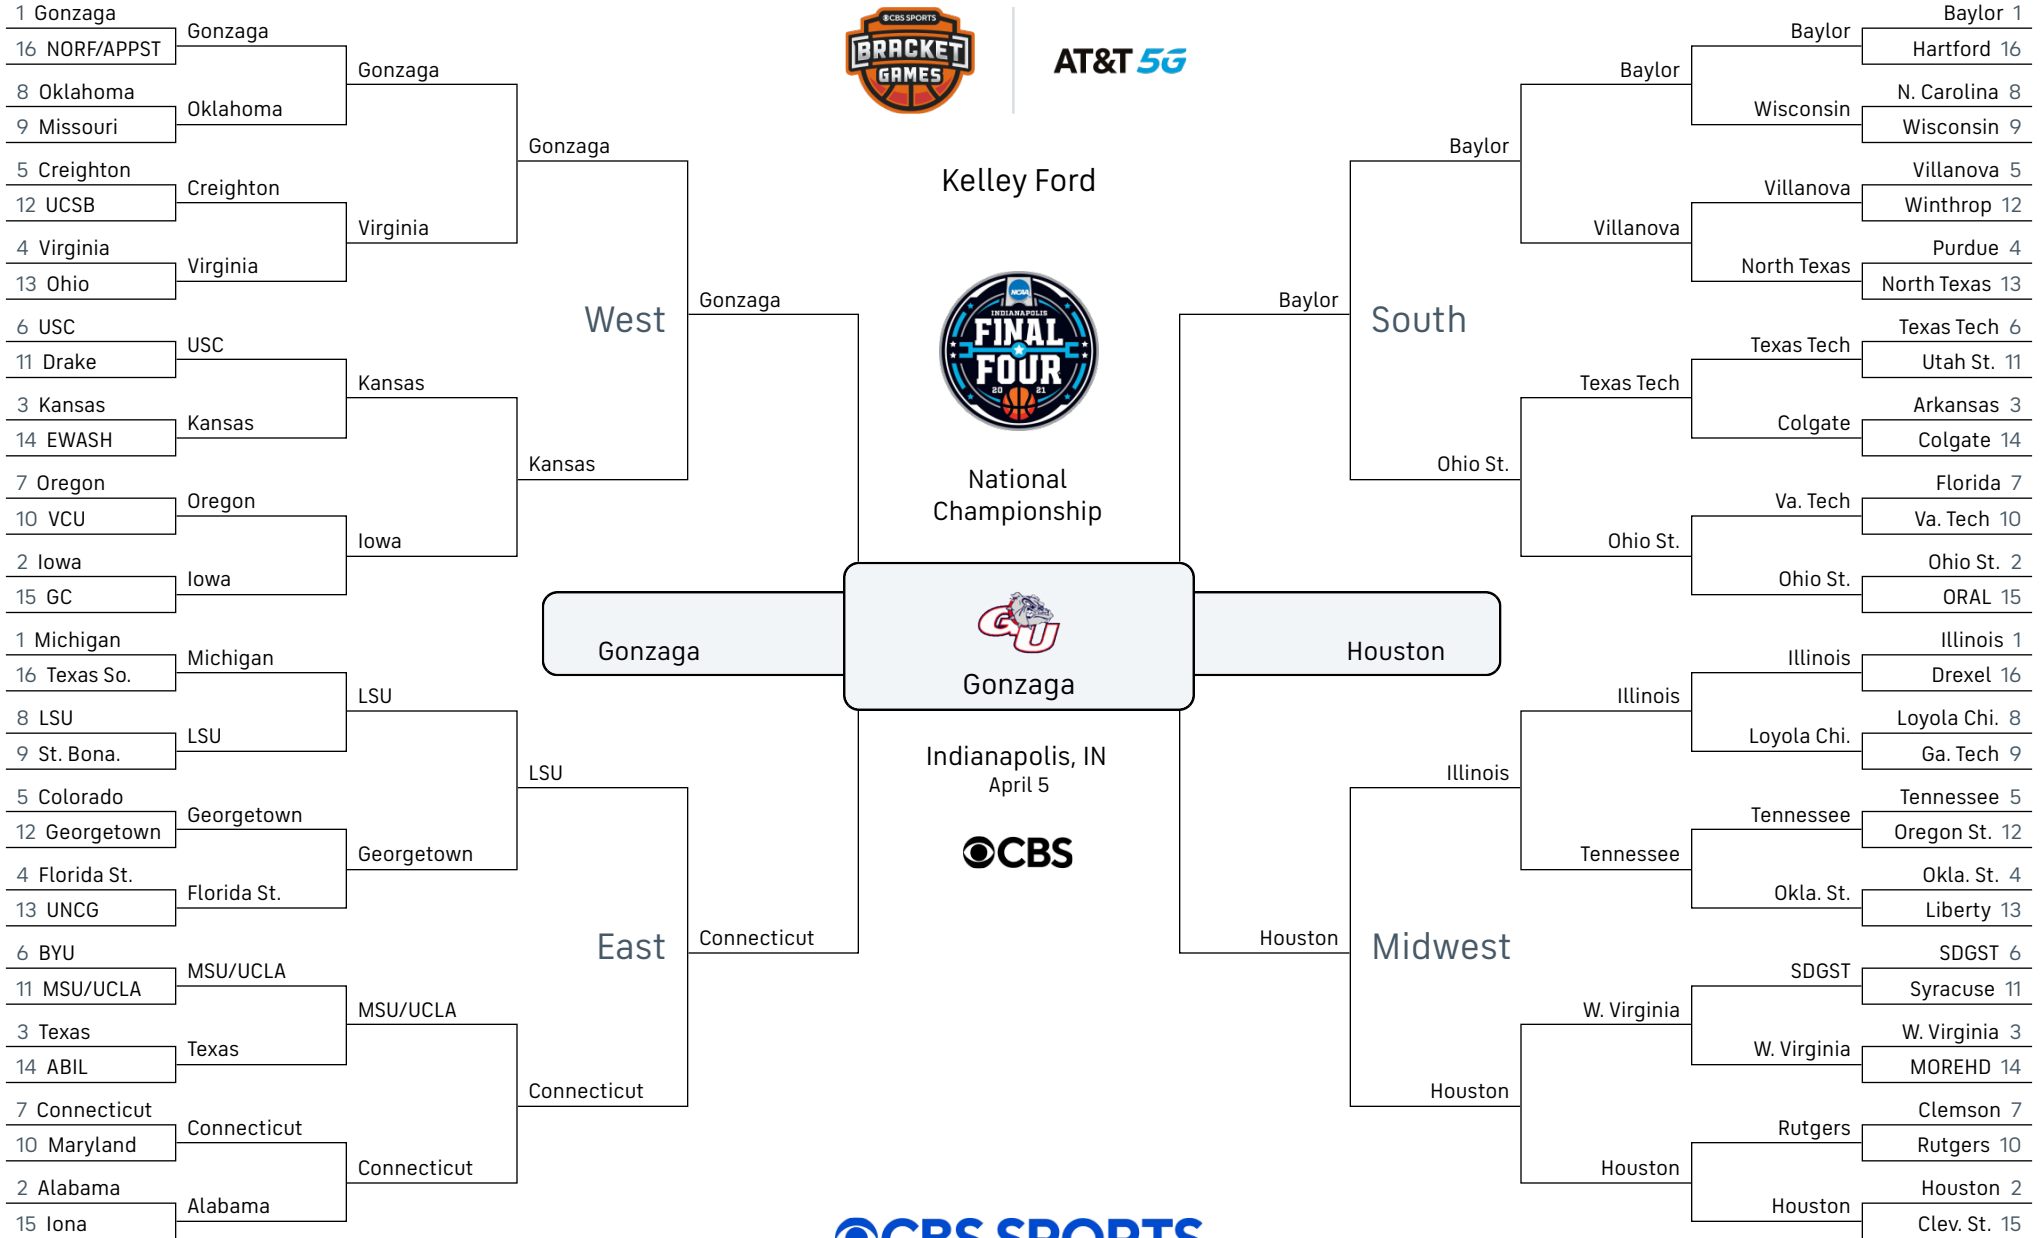 1 Gonzaga
16 NORF/APPST
8 Oklahoma
9 Missouri
5 Creighton
12 UCSB
4 Virginia
13 Ohio
6 USC
11 Drake
3 Kansas
14 EWASH
7 Oregon
10 VCU
2 Iowa
15 GC
1 Michigan
16 Texas So.
8 LSU
9 St. Bona.
5 Colorado
12 Georgetown
4 Florida St.
13 UNCG
6 BYU
11 MSU/UCLA
3 Texas
14 ABIL
7 Connecticut
10 Maryland
2 Alabama
15 Iona
Gonzaga
Oklahoma
Creighton
Virginia
USC
Kansas
Oregon
Iowa
Michigan
LSU
Georgetown
Florida St.
MSU/UCLA
Texas
Connecticut
Alabama
Gonzaga
Virginia
Kansas
Iowa
LSU
Georgetown
MSU/UCLA
Connecticut
Gonzaga
Kansas
LSU
Connecticut
West
East
Gonzaga
Connecticut
CBS SPORTS
BRACKET
GAMES
AT&T 5G
Kelley Ford
NCAA
INDIANAPOLIS
FINAL
FOUR
20 21
National
Championship
Gonzaga
Gonzaga
GU
Houston
Indianapolis, IN
April 5
CBS
CBS SPORTS
Baylor
Houston
South
Midwest
Baylor
Ohio St.
Illinois
Houston
Baylor
Villanova
Texas Tech
Ohio St.
Illinois
Tennessee
W. Virginia
Houston
Baylor
Wisconsin
Villanova
North Texas
Texas Tech
Colgate
Va. Tech
Ohio St.
Illinois
Loyola Chi.
Tennessee
Okla. St.
SDGST
W. Virginia
Rutgers
Houston
Baylor 1
Hartford 16
N. Carolina 8
Wisconsin 9
Villanova 5
Winthrop 12
Purdue 4
North Texas 13
Texas Tech 6
Utah St. 11
Arkansas 3
Colgate 14
Florida 7
Va. Tech 10
Ohio St. 2
ORAL 15
Illinois 1
Drexel 16
Loyola Chi. 8
Ga. Tech 9
Tennessee 5
Oregon St. 12
Okla. St. 4
Liberty 13
SDGST 6
Syracuse 11
W. Virginia 3
MOREHD 14
Clemson 7
Rutgers 10
Houston 2
Clev. St. 15